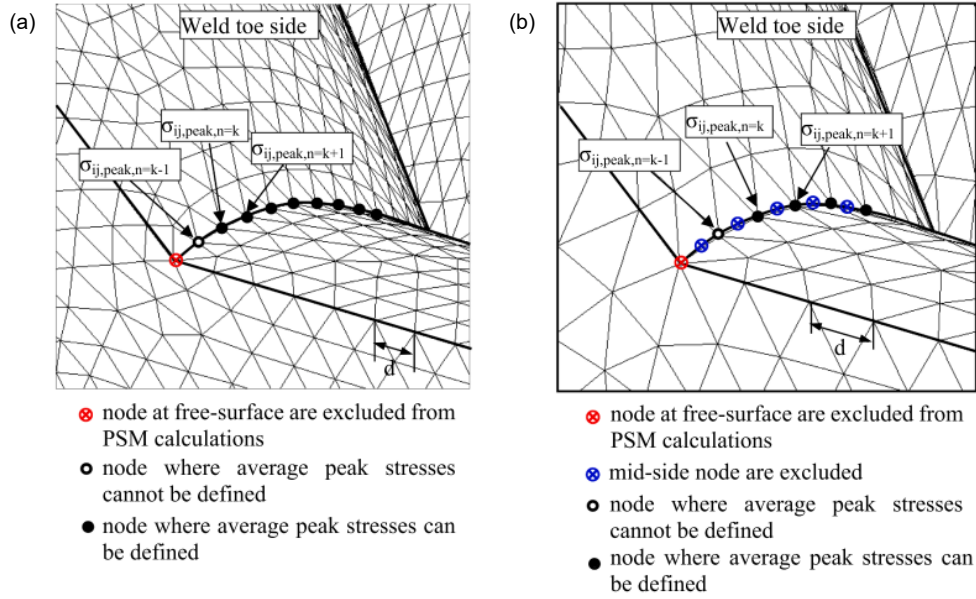 (a)
Weld toe side
σij,peak,n=k
σij,peak,n=k+1
σij,peak,n=k-1
d
node at free-surface are excluded from
PSM calculations
node where average peak stresses
cannot be defined
node where average peak stresses can
be defined
(b)
Weld toe side
σij,peak,n=k
σij,peak,n=k+1
σij,peak,n=k-1
d
node at free-surface are excluded from
PSM calculations
mid-side node are excluded
node where average peak stresses
cannot be defined
node where average peak stresses can
be defined